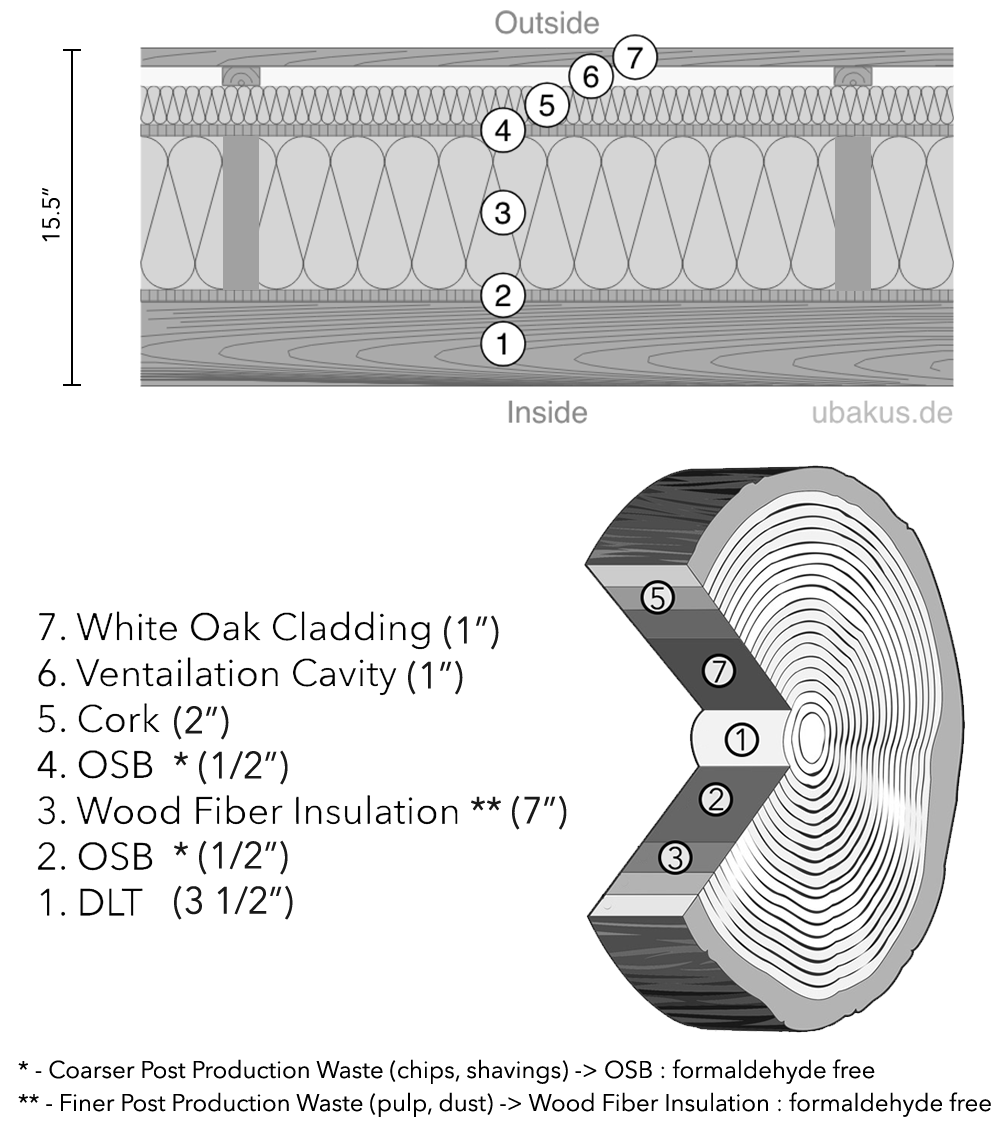 Outside
7
6
5
4
3
2
1
15.5”
Inside
ubakus.de
5
7
1
2
3
7. White Oak Cladding (1”)
6. Ventailation Cavity (1”)
5. Cork (2”)
4. OSB * (1/2”)
3. Wood Fiber Insulation ** (7”)
2. OSB * (1/2”)
1. DLT (3 1/2”)
* - Coarser Post Production Waste (chips, shavings) -> OSB : formaldehyde free
** - Finer Post Production Waste (pulp, dust) -> Wood Fiber Insulation : formaldehyde free